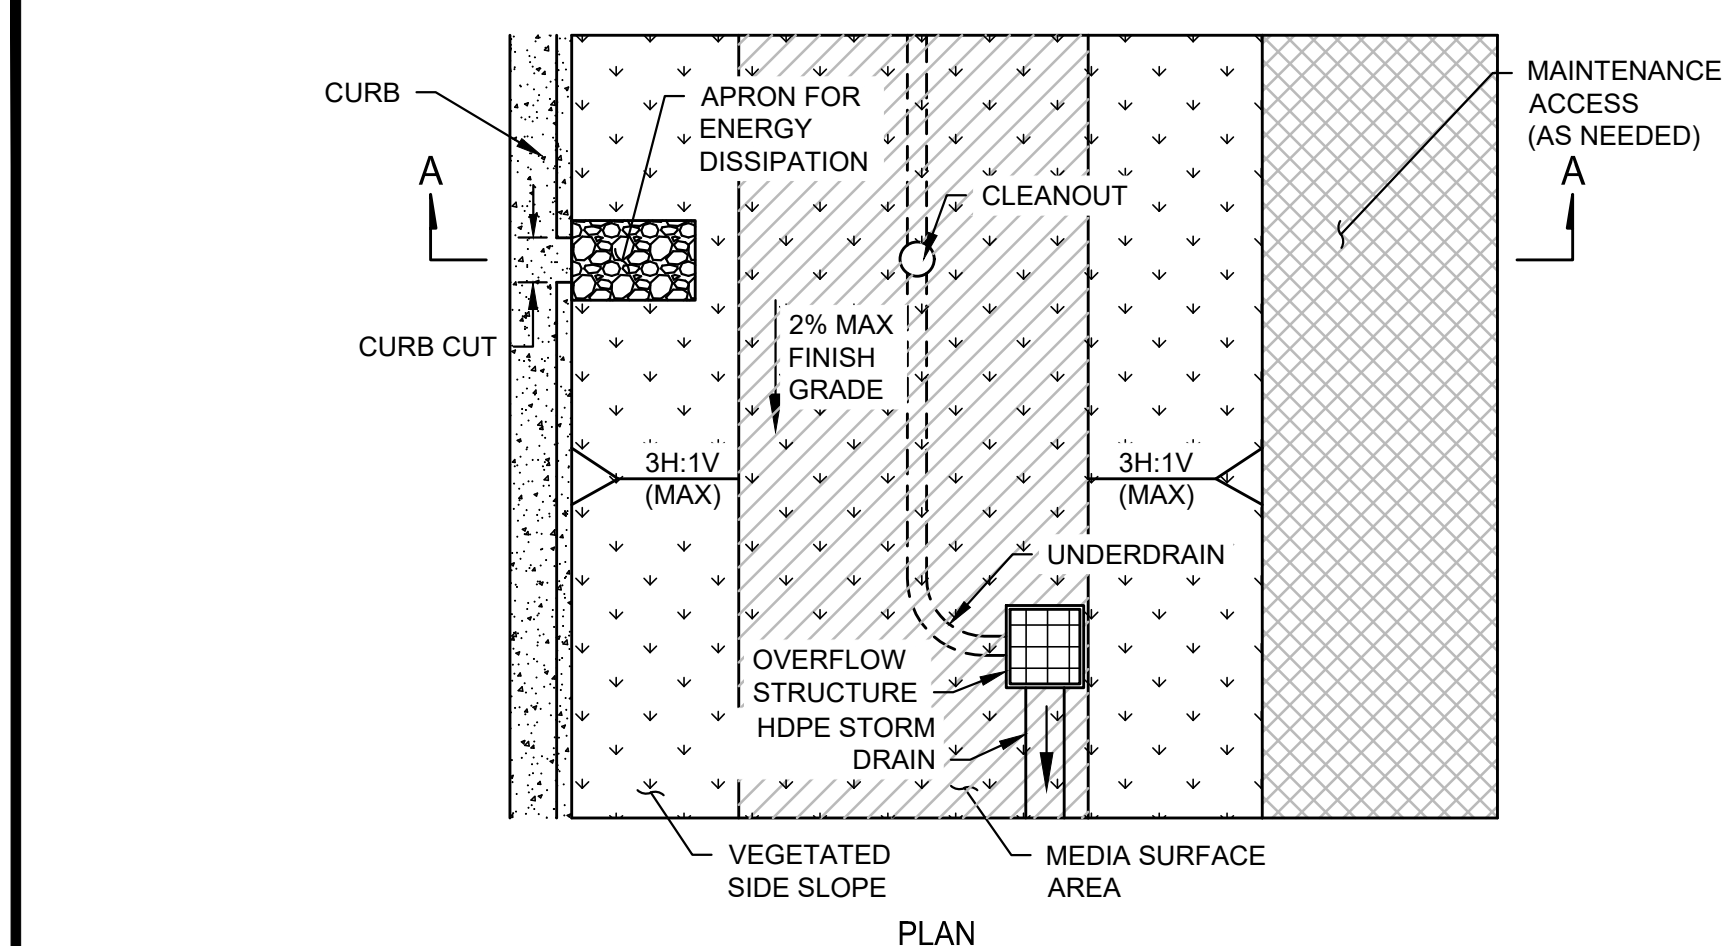 CURB
APRON FOR
ENERGY
DISSIPATION
MAINTENANCE
ACCESS
(AS NEEDED)
A
A
CLEANOUT
CURB CUT
2% MAX
FINISH
GRADE
3H:1V
(MAX)
3H:1V
(MAX)
UNDERDRAIN
OVERFLOW
STRUCTURE
HDPE STORM
DRAIN
VEGETATED
SIDE SLOPE
MEDIA SURFACE
AREA
PLAN